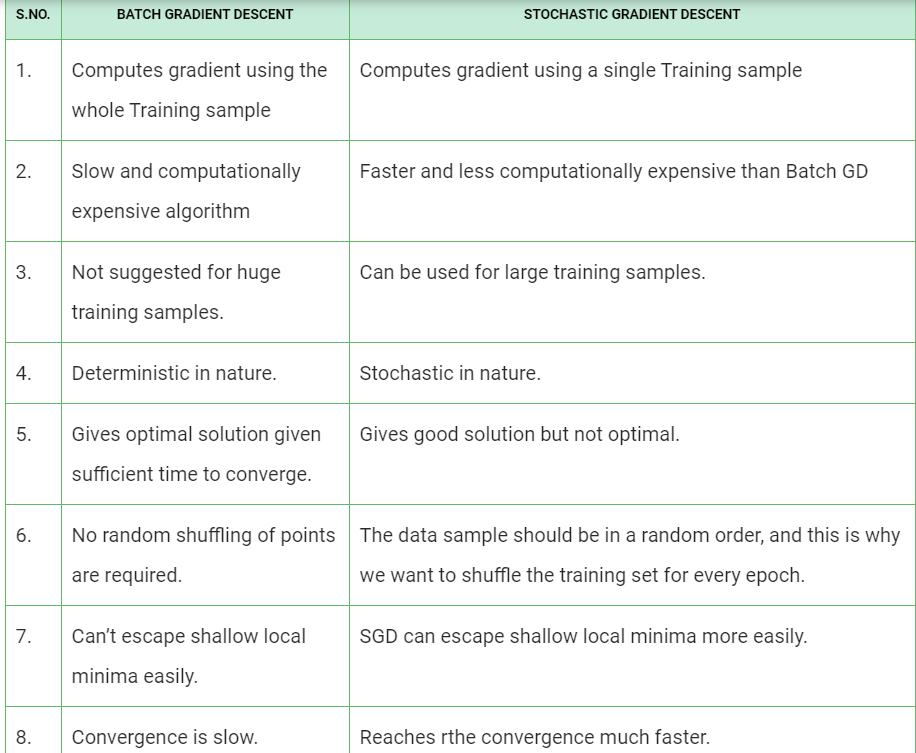 S.NO. BATCH GRADIENT DESCENT STOCHASTIC GRADIENT DESCENT
1. Computes gradient using the Computes gradient using a single Training sample
whole Training sample
2. Slow and computationally Faster and less computationally expensive than Batch GD
expensive algorithm
3. Not suggested for huge Can be used for large training samples.
training samples.
4. Deterministic in nature. Stochastic in nature.
5. Gives optimal solution given Gives good solution but not optimal.
sufficient time to converge.
6. No random shuffling of points The data sample should be in a random order, and this is why
are required. we want to shuffle the training set for every epoch.
7. Can’t escape shallow local SGD can escape shallow local minima more easily.
minima easily.
8. Convergence is slow. Reaches rthe convergence much faster.